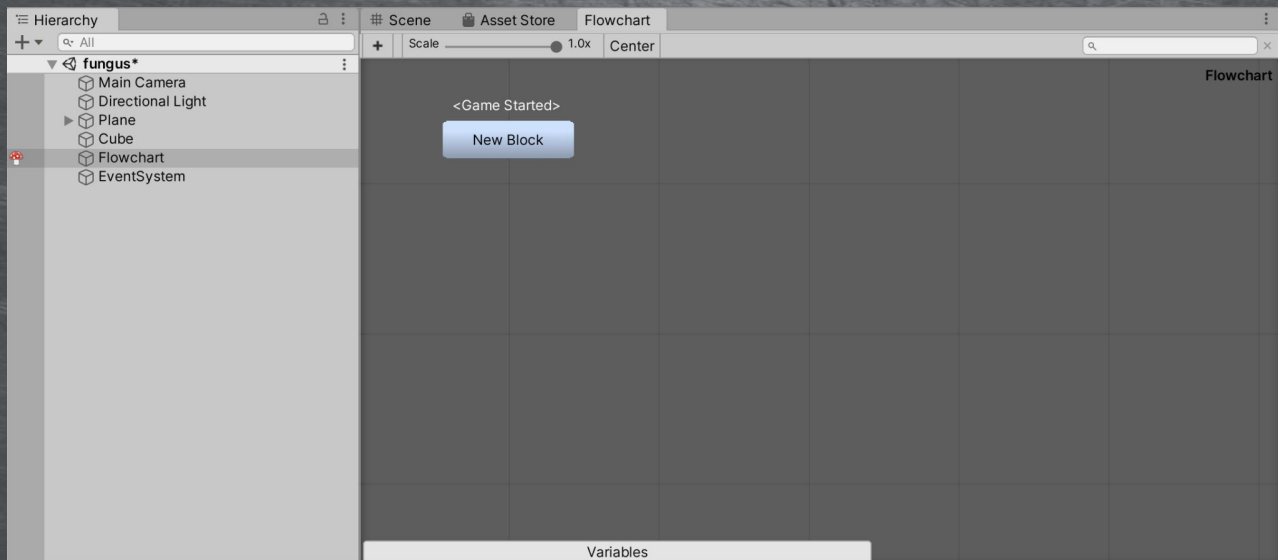 Hierarchy
All
fungus*
Main Camera
Directional Light
Plane
Cube
Flowchart
EventSystem
Scene Asset Store Flowchart
+ Scale 1.0x Center
Flowchart
<Game Started>
New Block
Variables